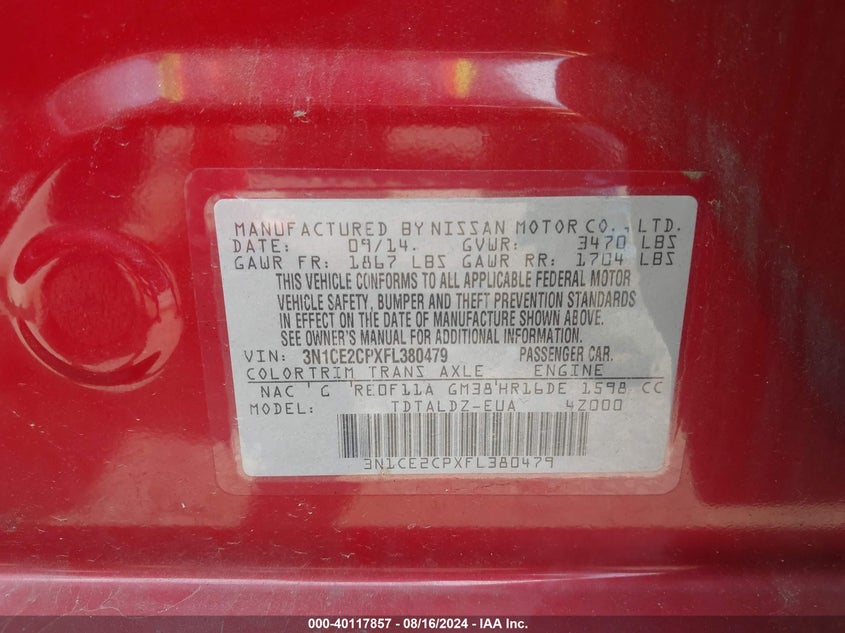 MANUFACTURED BY NISSAN MOTOR CO., LTD.
DATE: 09/14. GVWR: 3470 LBS
GAWR FR: 1867 LBS GAWR RR: 1704 LBS
THIS VEHICLE CONFORMS TO ALL APPLICABLE FEDERAL MOTOR
VEHICLE SAFETY, BUMPER AND THEFT PREVENTION STANDARDS
IN EFFECT ON THE DATE OF MANUFACTURE SHOWN ABOVE.
SEE OWNER'S MANUAL FOR ADDITIONAL INFORMATION.
VIN: 3N1CE2CPXFL380479 PASSENGER CAR.
COLOR TRIM TRANS AXLE ENGINE
NAC ' G 'RE0F11A GM38'HR16DE 1598 CC
MODEL: TDTALDZ-EUA 4Z000
3N1CE2CPXFL380479
000-40117857 - 08/16/2024 - IAA Inc.